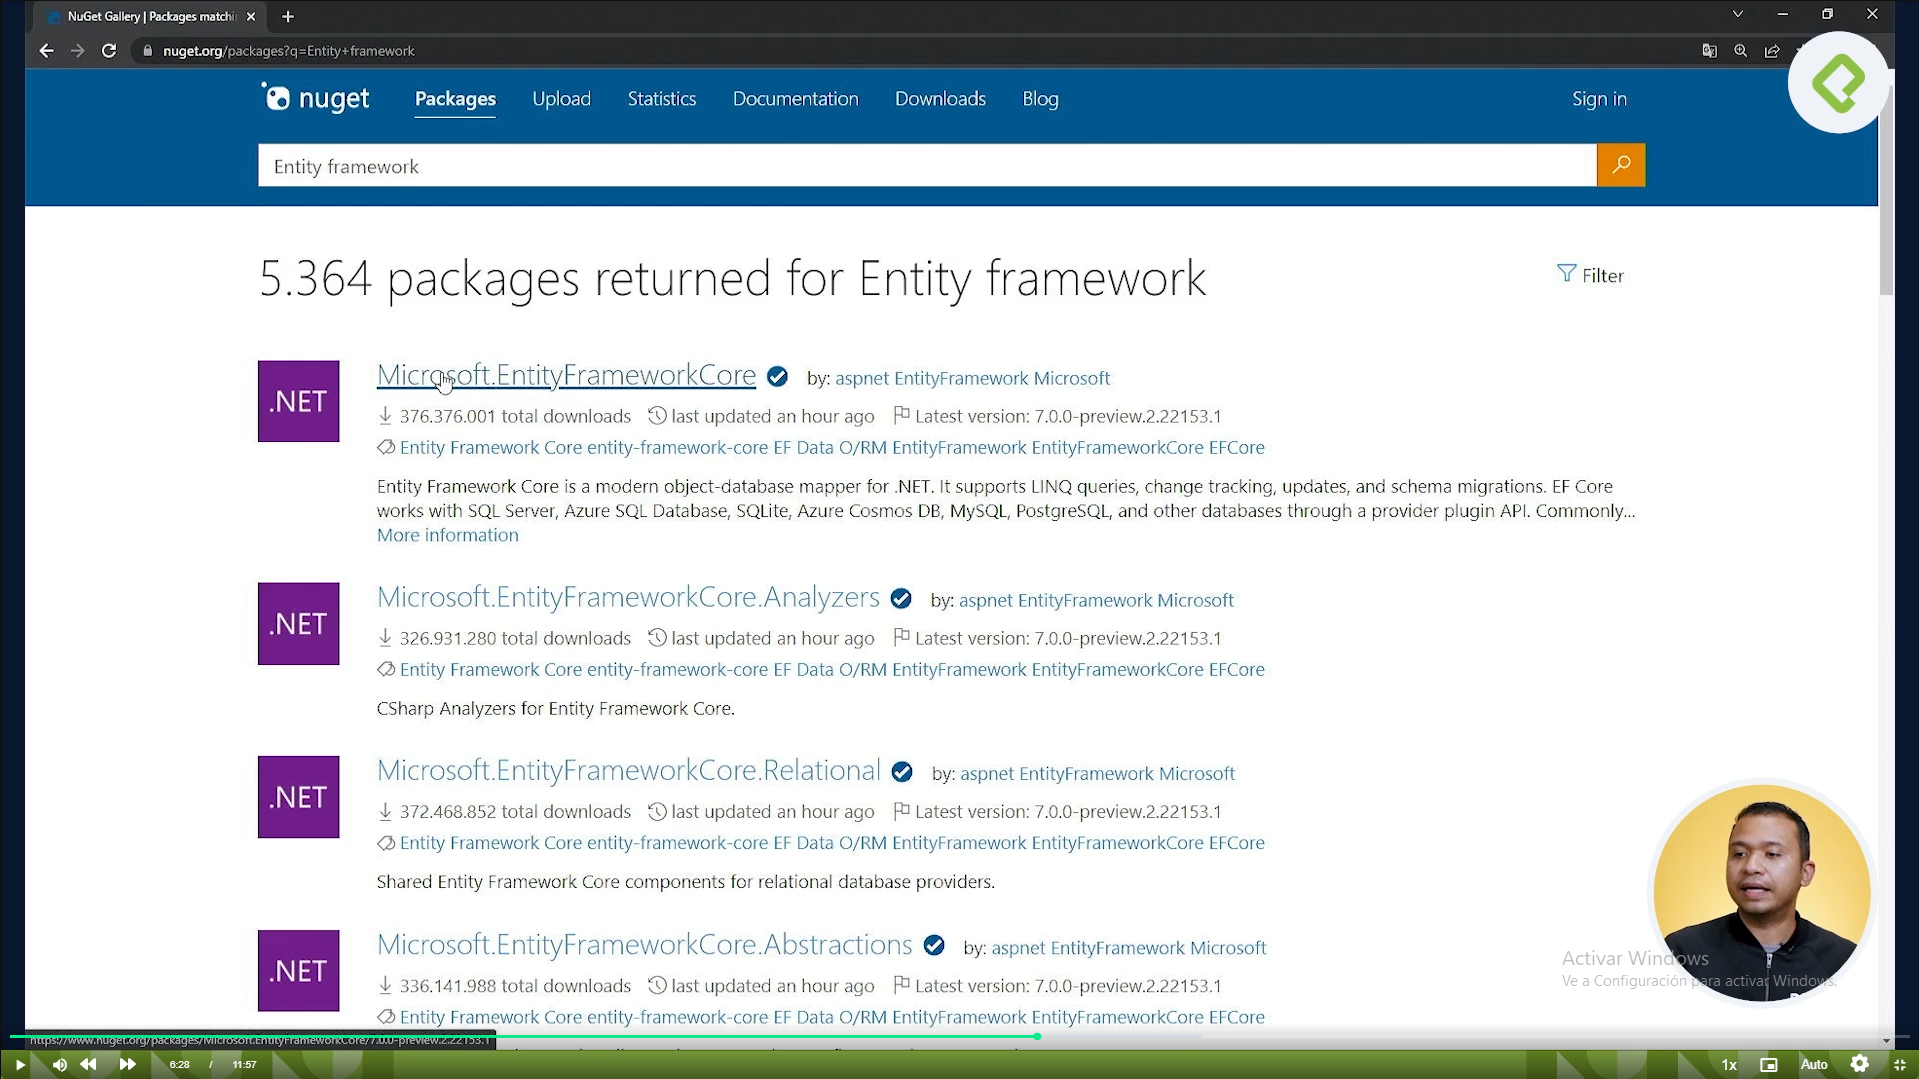 NuGet Gallery | Packages matchi
nuget.org/packages?q=Entity+framework
nuget
Packages
Upload
Statistics
Documentation
Downloads
Blog
Sign in
Entity framework
5.364 packages returned for Entity framework
Filter
.NET
Microsoft.EntityFrameworkCore by: aspnet EntityFramework Microsoft
376.376.001 total downloads last updated an hour ago Latest version: 7.0.0-preview.2.22153.1
Entity Framework Core entity-framework-core EF Data O/RM EntityFramework EntityFrameworkCore EFCore
Entity Framework Core is a modern object-database mapper for .NET. It supports LINQ queries, change tracking, updates, and schema migrations. EF Core
works with SQL Server, Azure SQL Database, SQLite, Azure Cosmos DB, MySQL, PostgreSQL, and other databases through a provider plugin API. Commonly...
More information
.NET
Microsoft.EntityFrameworkCore.Analyzers by: aspnet EntityFramework Microsoft
326.931.280 total downloads last updated an hour ago Latest version: 7.0.0-preview.2.22153.1
Entity Framework Core entity-framework-core EF Data O/RM EntityFramework EntityFrameworkCore EFCore
CSharp Analyzers for Entity Framework Core.
.NET
Microsoft.EntityFrameworkCore.Relational by: aspnet EntityFramework Microsoft
372.468.852 total downloads last updated an hour ago Latest version: 7.0.0-preview.2.22153.1
Entity Framework Core entity-framework-core EF Data O/RM EntityFramework EntityFrameworkCore EFCore
Shared Entity Framework Core components for relational database providers.
.NET
Microsoft.EntityFrameworkCore.Abstractions by: aspnet EntityFramework Microsoft
336.141.988 total downloads last updated an hour ago Latest version: 7.0.0-preview.2.22153.1
Entity Framework Core entity-framework-core EF Data O/RM EntityFramework EntityFrameworkCore EFCore
Activar Windows
Ve a Configuración para activar Windows.
https://www.nuget.org/packages/Microsoft.EntityFrameworkCore/7.0.0-preview.2.22153.1
6:28 / 11:57
1x
Auto